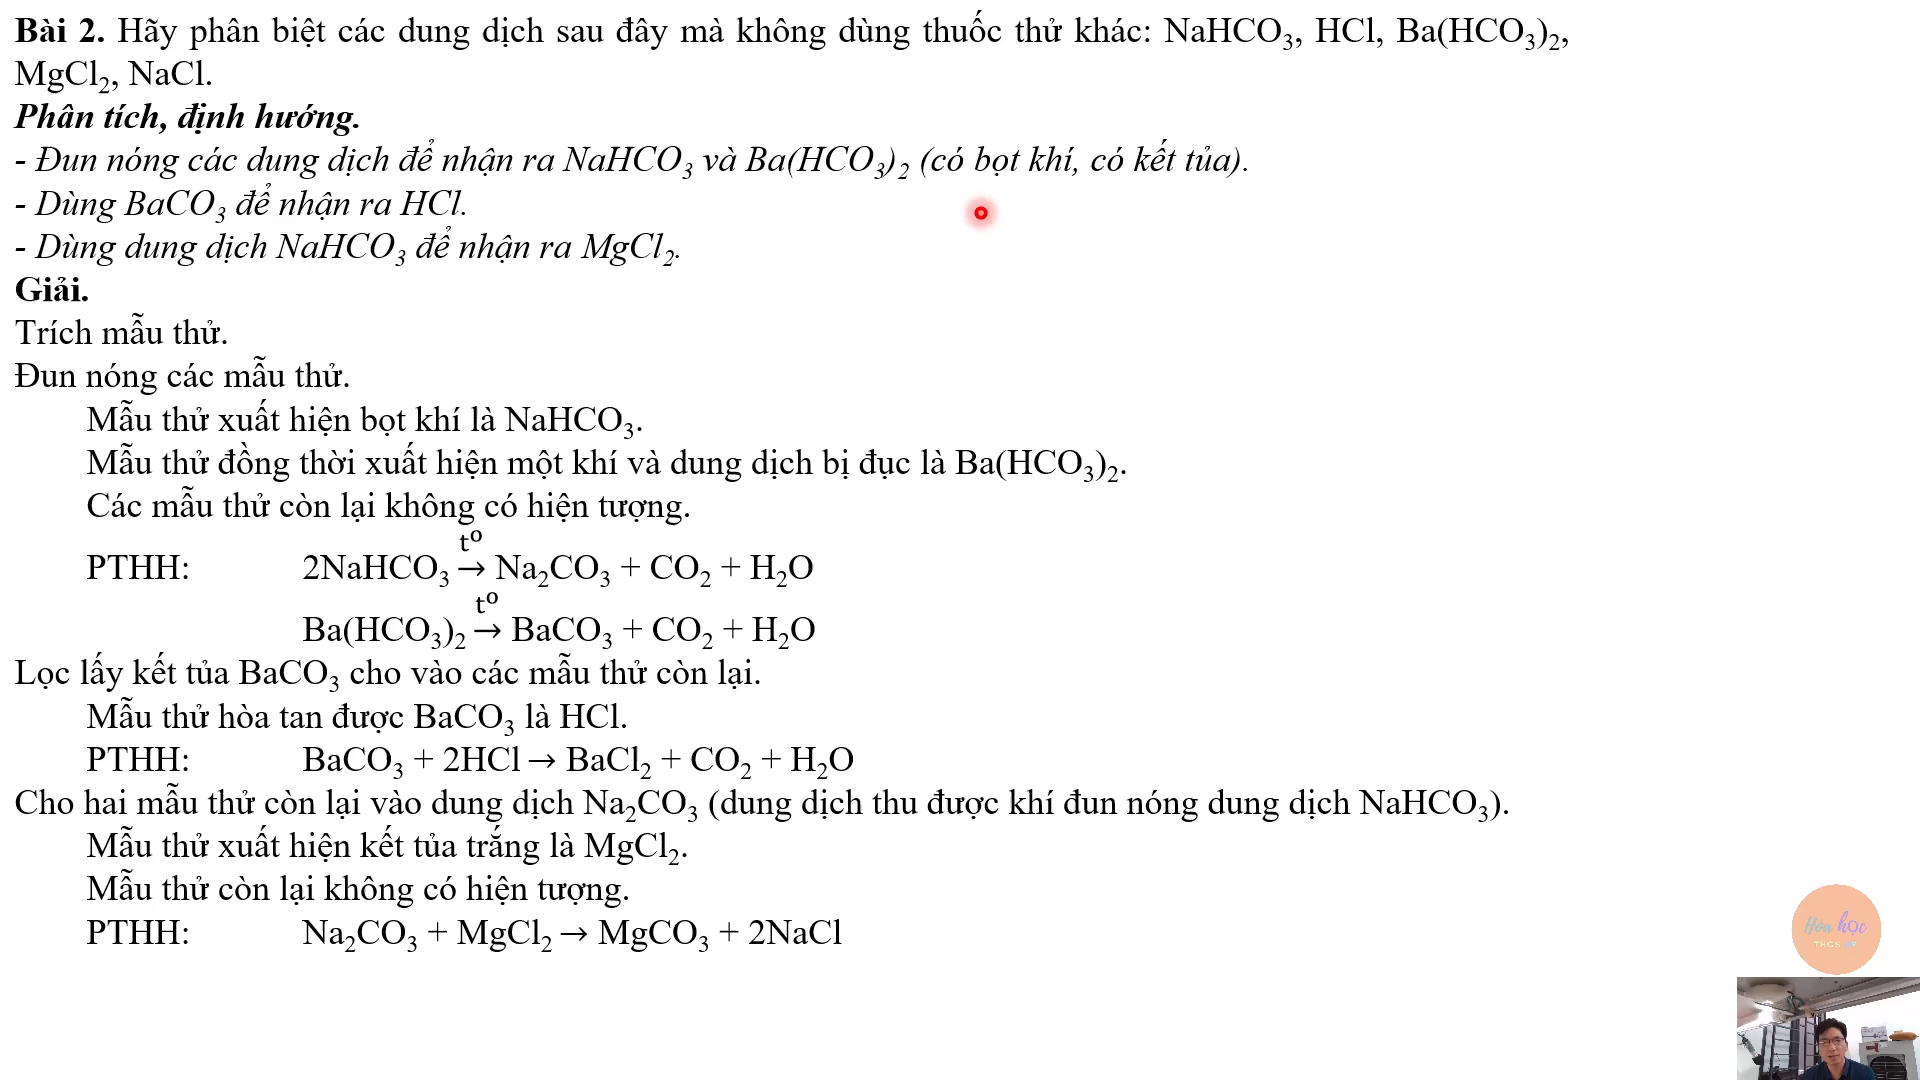 Bài 2. Hãy phân biệt các dung dịch sau đây mà không dùng thuốc thử khác: NaHCO₃, HCl, Ba(HCO₃)₂,
MgCl₂, NaCl.
Phân tích, định hướng.
- Đun nóng các dung dịch để nhận ra NaHCO₃ và Ba(HCO₃)₂ (có bọt khí, có kết tủa).
- Dùng BaCO₃ để nhận ra HCl.
- Dùng dung dịch NaHCO₃ để nhận ra MgCl₂.
Giải.
Trích mẫu thử.
Đun nóng các mẫu thử.
Mẫu thử xuất hiện bọt khí là NaHCO₃.
Mẫu thử đồng thời xuất hiện một khí và dung dịch bị đục là Ba(HCO₃)₂.
Các mẫu thử còn lại không có hiện tượng.
t⁰
PTHH: 2NaHCO₃ → Na₂CO₃ + CO₂ + H₂O
t⁰
Ba(HCO₃)₂ → BaCO₃ + CO₂ + H₂O
Lọc lấy kết tủa BaCO₃ cho vào các mẫu thử còn lại.
Mẫu thử hòa tan được BaCO₃ là HCl.
PTHH: BaCO₃ + 2HCl → BaCl₂ + CO₂ + H₂O
Cho hai mẫu thử còn lại vào dung dịch Na₂CO₃ (dung dịch thu được khí đun nóng dung dịch NaHCO₃).
Mẫu thử xuất hiện kết tủa trắng là MgCl₂.
Mẫu thử còn lại không có hiện tượng.
PTHH: Na₂CO₃ + MgCl₂ → MgCO₃ + 2NaCl
Hóa học